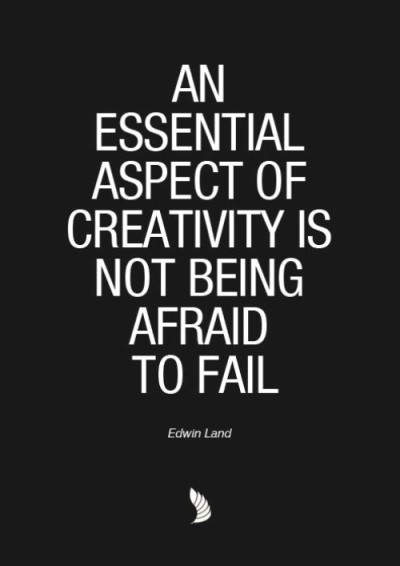 AN
ESSENTIAL
ASPECT OF
CREATIVITY IS
NOT BEING
AFRAID
TO FAIL
Edwin Land